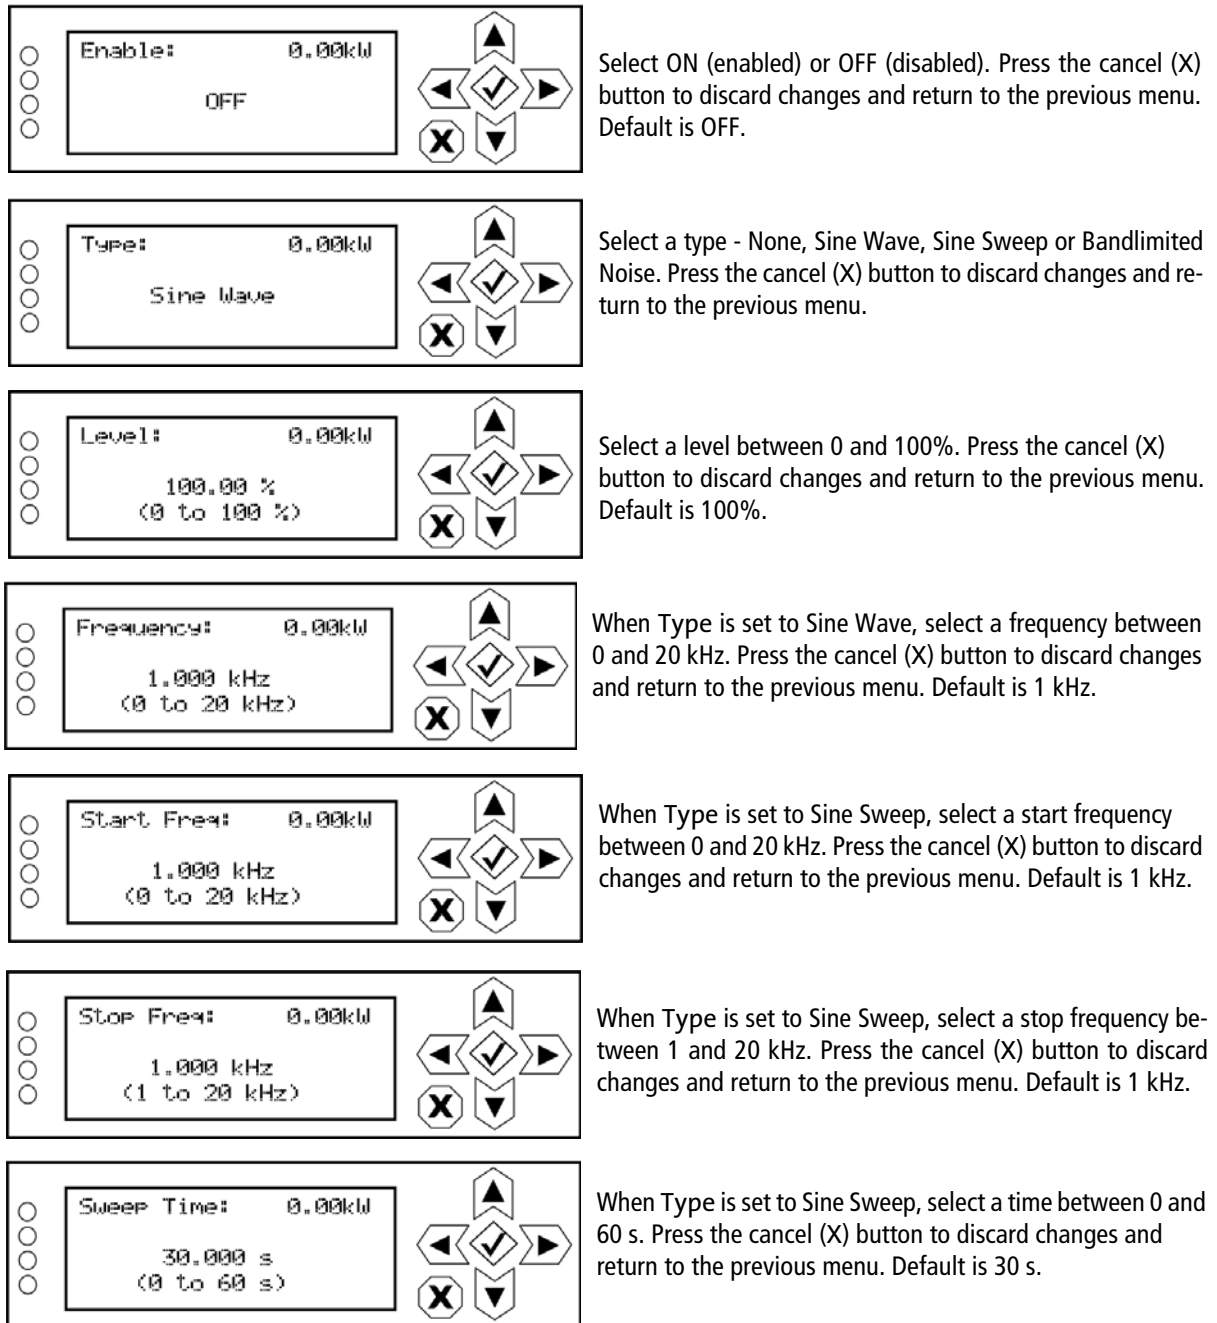 Enable: 0.00kW
OFF
Select ON (enabled) or OFF (disabled). Press the cancel (X)
button to discard changes and return to the previous menu.
Default is OFF.
Type: 0.00kW
Sine Wave
Select a type - None, Sine Wave, Sine Sweep or Bandlimited
Noise. Press the cancel (X) button to discard changes and re-
turn to the previous menu.
Level: 0.00kW
100.00 %
(0 to 100 %)
Select a level between 0 and 100%. Press the cancel (X)
button to discard changes and return to the previous menu.
Default is 100%.
Frequency: 0.00kW
1.000 kHz
(0 to 20 kHz)
When Type is set to Sine Wave, select a frequency between
0 and 20 kHz. Press the cancel (X) button to discard changes
and return to the previous menu. Default is 1 kHz.
Start Freq: 0.00kW
1.000 kHz
(0 to 20 kHz)
When Type is set to Sine Sweep, select a start frequency
between 0 and 20 kHz. Press the cancel (X) button to discard
changes and return to the previous menu. Default is 1 kHz.
Stop Freq: 0.00kW
1.000 kHz
(1 to 20 kHz)
When Type is set to Sine Sweep, select a stop frequency be-
tween 1 and 20 kHz. Press the cancel (X) button to discard
changes and return to the previous menu. Default is 1 kHz.
Sweep Time: 0.00kW
30.000 s
(0 to 60 s)
When Type is set to Sine Sweep, select a time between 0 and
60 s. Press the cancel (X) button to discard changes and
return to the previous menu. Default is 30 s.